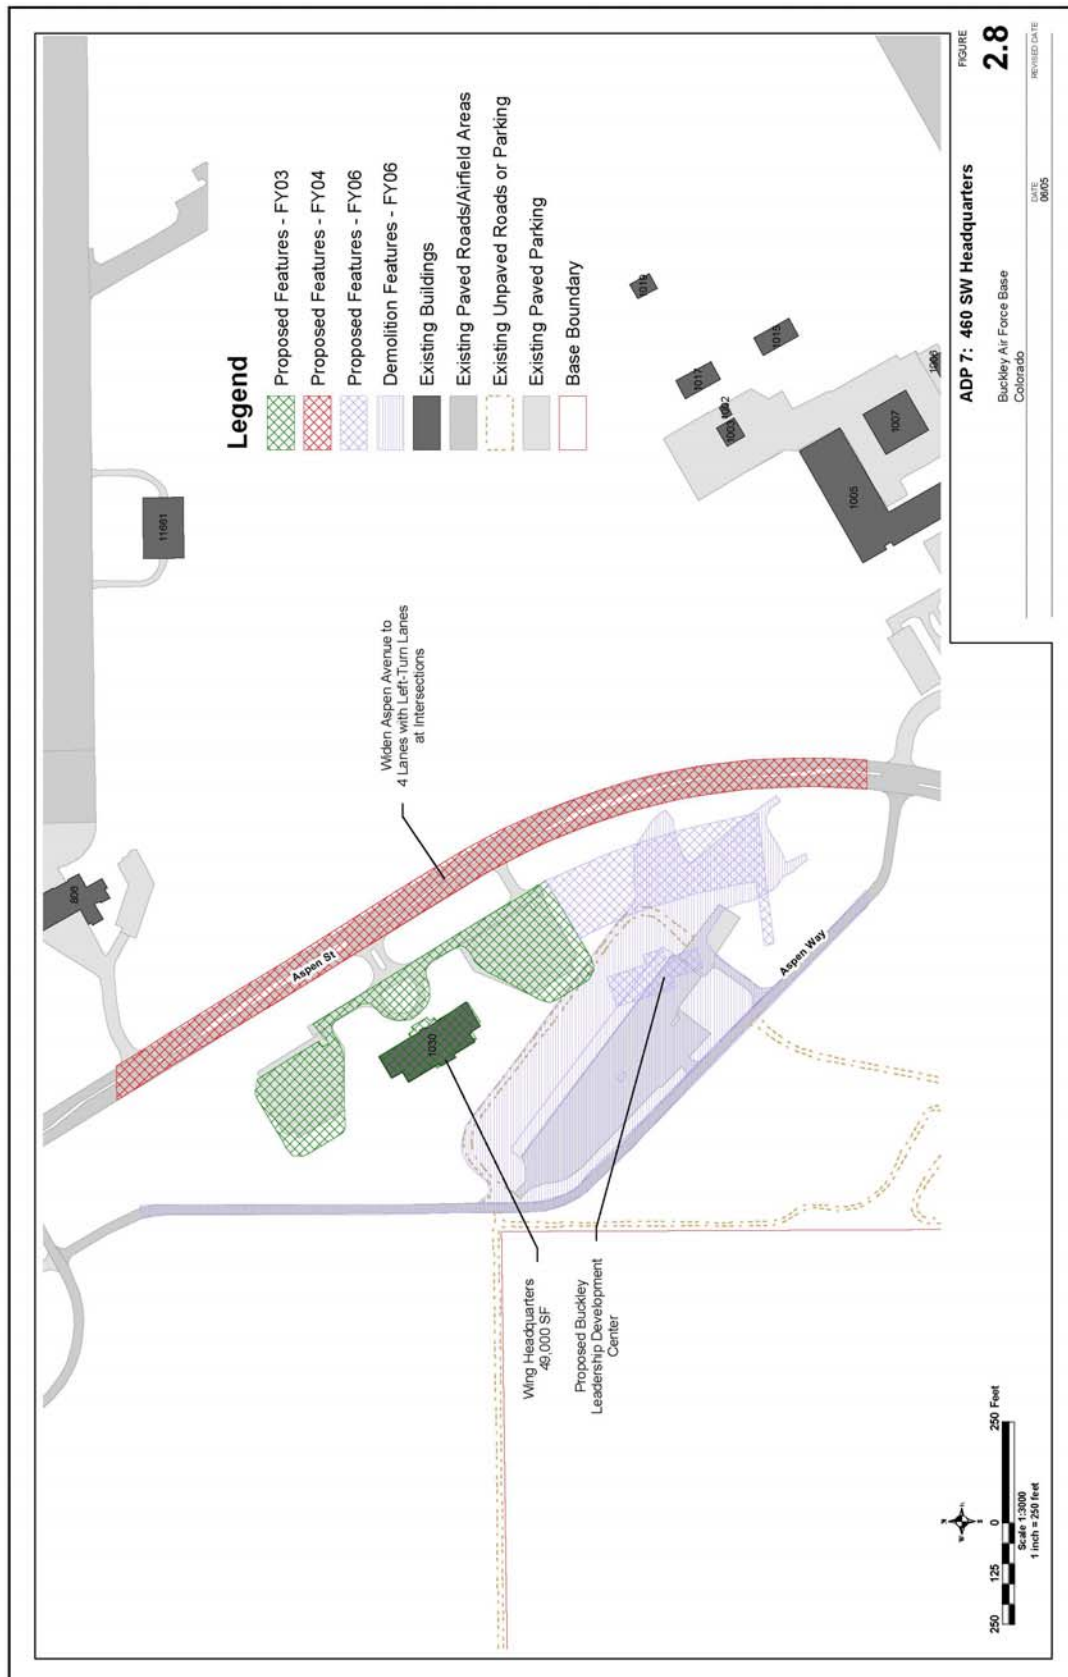 Legend
Proposed Features - FY03
Proposed Features - FY04
Proposed Features - FY06
Demolition Features - FY06
Existing Buildings
Existing Paved Roads/Airfield Areas
Existing Unpaved Roads or Parking
Existing Paved Parking
Base Boundary
11661
806
Widen Aspen Avenue to
4 Lanes with Left-Turn Lanes
at Intersections
Aspen St
1030
Aspen Way
1019
1015
1017
1002
1003
1005
1007
1006
Wing Headquarters
49,000 SF
Proposed Buckley
Leadership Development
Center
N
W
E
S
250
125
0
250 Feet
Scale 1:3000
1 inch = 250 feet
ADP 7: 460 SW Headquarters
Buckley Air Force Base
Colorado
FIGURE
2.8
DATE
06/05
REVISED DATE